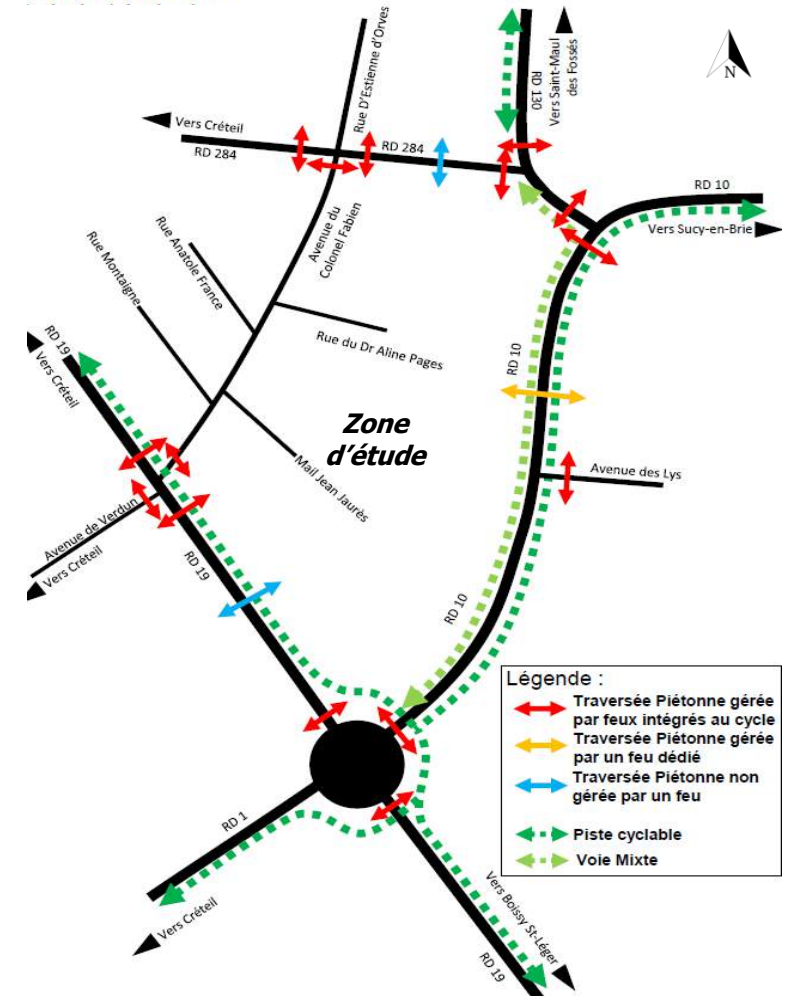 Rue D'Estienne d'Orves
RD 130
Vers Saint-Maul
des Fossés
N
Vers Créteil
RD 284
RD 284
RD 10
Vers Sucy-en-Brie
Avenue du
Colonel Fabien
Rue Anatole France
Rue Montaigne
Rue du Dr Aline Pages
RD 10
RD 19
Vers Créteil
Zone
d'étude
Mail Jean Jaurès
Avenue des Lys
Avenue de Verdun
Vers Créteil
RD 19
RD 10
Légende :
Traversée Piétonne gérée
par feux intégrés au cycle
Traversée Piétonne gérée
par un feu dédié
Traversée Piétonne non
gérée par un feu
Piste cyclable
Voie Mixte
RD 1
Vers Créteil
Vers Boissy St-Léger
RD 19